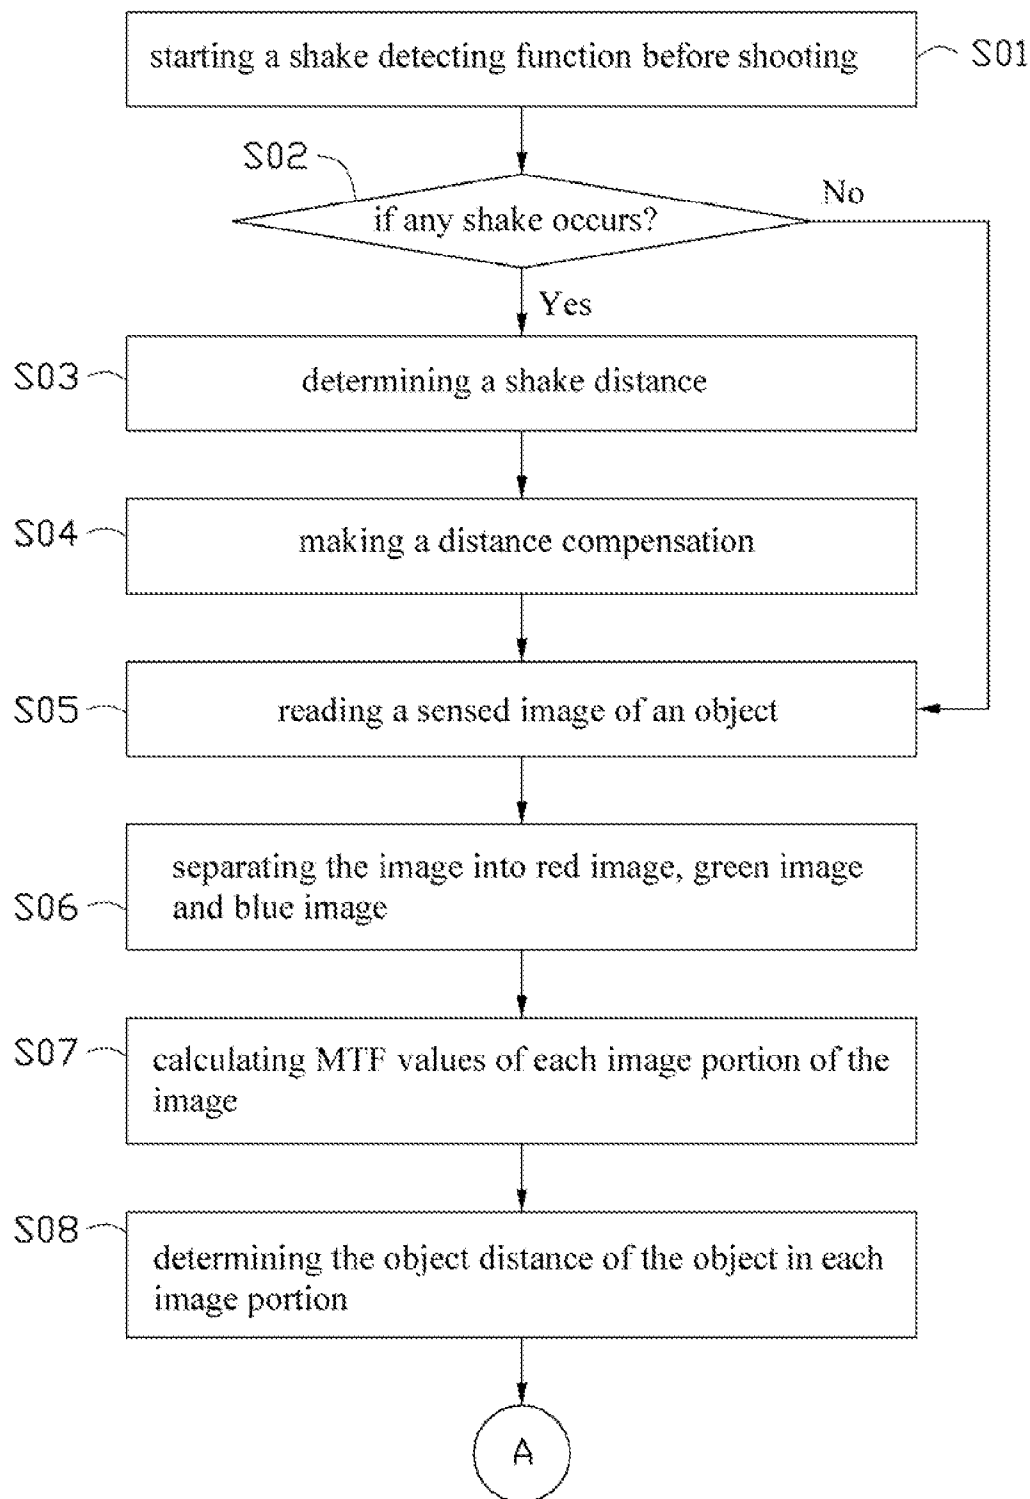 starting a shake detecting function before shooting
S01
S02
if any shake occurs?
No
Yes
S03
determining a shake distance
S04
making a distance compensation
S05
reading a sensed image of an object
S06
separating the image into red image, green image
and blue image
S07
calculating MTF values of each image portion of the
image
S08
determining the object distance of the object in each
image portion
A